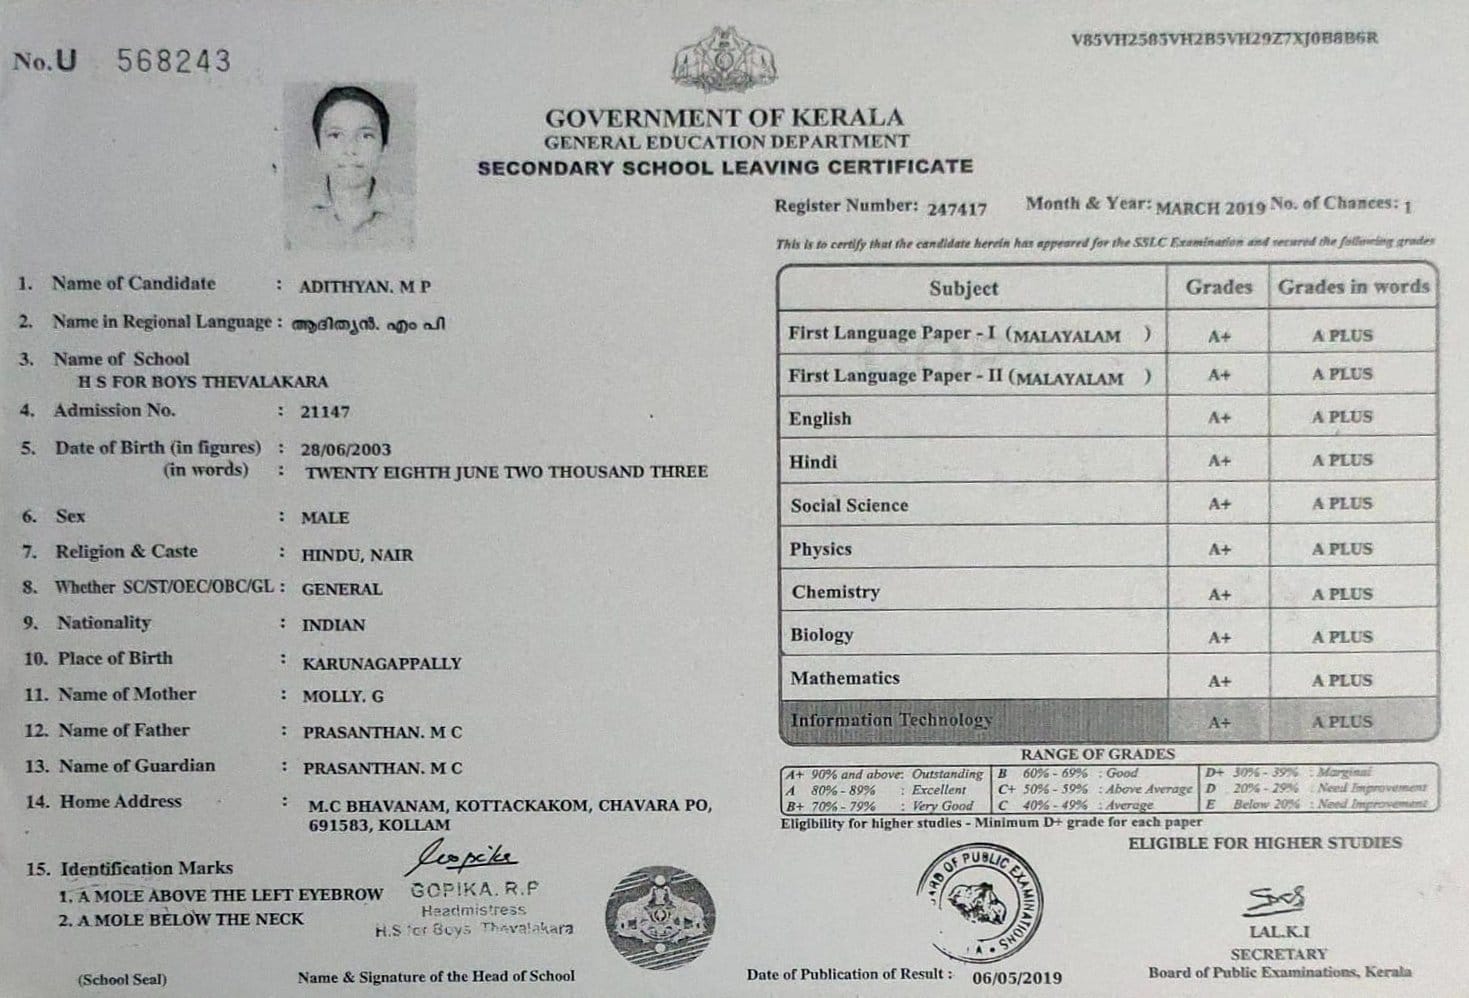 No. U 568243
V85VH2585VH2B5VH29Z7XJ0B8B6R
GOVERNMENT OF KERALA
GENERAL EDUCATION DEPARTMENT
SECONDARY SCHOOL LEAVING CERTIFICATE
Register Number: 247417 Month & Year: MARCH 2019 No. of Chances: 1
This is to certify that the candidate herein has appeared for the SSLC Examination and secured the following grades
1. Name of Candidate : ADITHYAN. M P
2. Name in Regional Language : ആദിത്യൻ. എം പി
3. Name of School
H S FOR BOYS THEVALAKARA
4. Admission No. : 21147
5. Date of Birth (in figures) : 28/06/2003
(in words) : TWENTY EIGHTH JUNE TWO THOUSAND THREE
6. Sex : MALE
7. Religion & Caste : HINDU, NAIR
8. Whether SC/ST/OEC/OBC/GL : GENERAL
9. Nationality : INDIAN
10. Place of Birth : KARUNAGAPPALLY
11. Name of Mother : MOLLY. G
12. Name of Father : PRASANTHAN. M C
13. Name of Guardian : PRASANTHAN. M C
14. Home Address : M.C BHAVANAM, KOTTACKAKOM, CHAVARA PO,
691583, KOLLAM
15. Identification Marks
1. A MOLE ABOVE THE LEFT EYEBROW
2. A MOLE BELOW THE NECK
Gopika
GOPIKA. R.P
Headmistress
H.S for Boys Thevalakara
(School Seal)
Name & Signature of the Head of School
Subject Grades Grades in words
First Language Paper - I (MALAYALAM ) A+ A PLUS
First Language Paper - II (MALAYALAM ) A+ A PLUS
English A+ A PLUS
Hindi A+ A PLUS
Social Science A+ A PLUS
Physics A+ A PLUS
Chemistry A+ A PLUS
Biology A+ A PLUS
Mathematics A+ A PLUS
Information Technology A+ A PLUS
RANGE OF GRADES
A+ 90% and above: Outstanding B 60% - 69% : Good D+ 30% - 39% : Marginal
A 80% - 89% : Excellent C+ 50% - 59% : Above Average D 20% - 29% : Need Improvement
B+ 70% - 79% : Very Good C 40% - 49% : Average E Below 20% : Need Improvement
Eligibility for higher studies - Minimum D+ grade for each paper
ELIGIBLE FOR HIGHER STUDIES
OF PUBLIC EXAMINATIONS
LAL.K.I
SECRETARY
Board of Public Examinations, Kerala
Date of Publication of Result : 06/05/2019